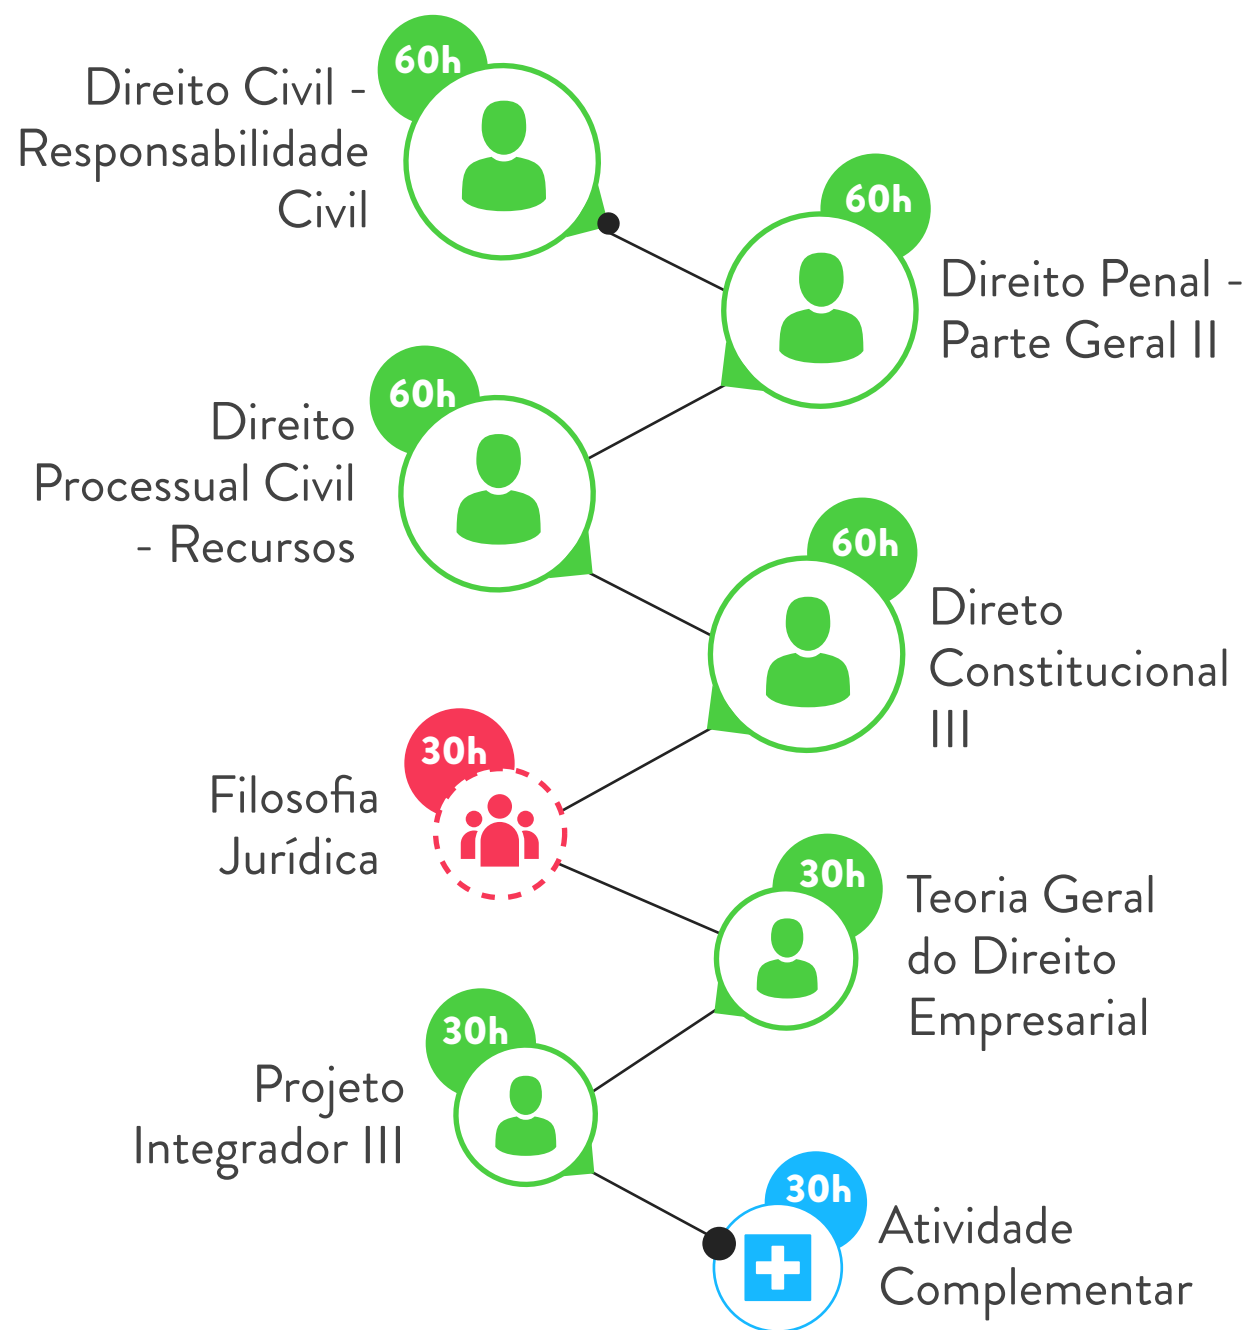 60h
Direito Civil -
Responsabilidade
Civil
60h
Direito Penal -
Parte Geral II
60h
Direito
Processual Civil
- Recursos
60h
Direto
Constitucional
III
30h
Filosofia
Jurídica
30h
Teoria Geral
do Direito
Empresarial
30h
Projeto
Integrador III
30h
Atividade
Complementar